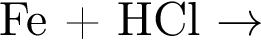 Fe + HCl →